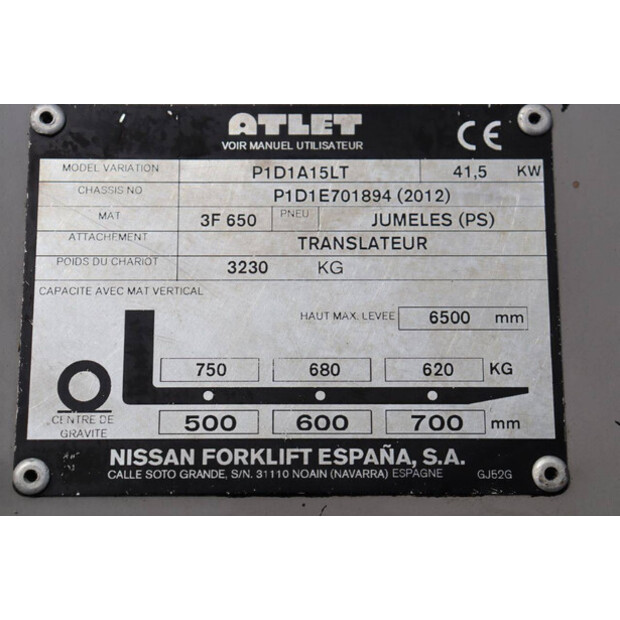 ATLET
VOIR MANUEL UTILISATEUR
CE
MODEL VARIATION P1D1A15LT 41,5 KW
CHASSIS NO P1D1E701894 (2012)
MAT 3F 650 PNEU JUMELES (PS)
ATTACHEMENT TRANSLATEUR
POIDS DU CHARIOT 3230 KG
CAPACITE AVEC MAT VERTICAL
HAUT MAX. LEVEE 6500 mm
750 680 620 KG
500 600 700 mm
CENTRE DE
GRAVITE
NISSAN FORKLIFT ESPAÑA, S.A.
CALLE SOTO GRANDE, S/N. 31110 NOAIN (NAVARRA) ESPAGNE GJ52G